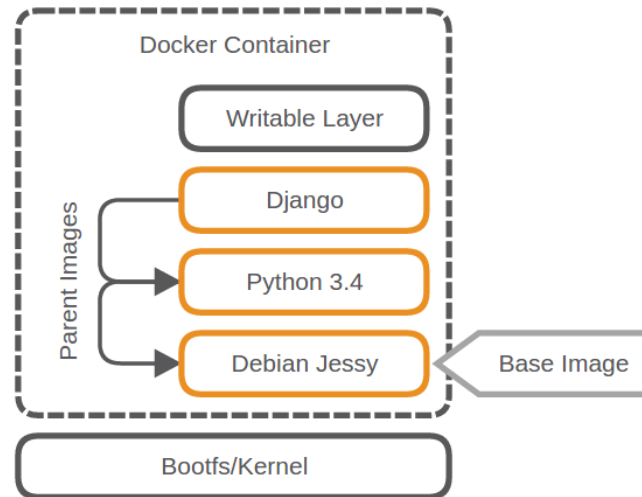 Docker Container
Writable Layer
Django
Parent Images
Python 3.4
Debian Jessy
Base Image
Bootfs/Kernel